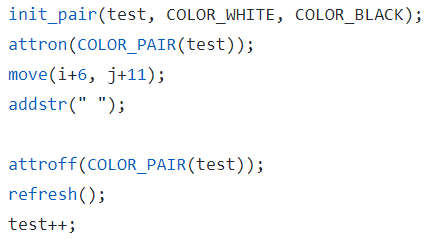 init_pair(test, COLOR_WHITE, COLOR_BLACK);
attron(COLOR_PAIR(test));
move(i+6, j+11);
addstr(" ");
attroff(COLOR_PAIR(test));
refresh();
test++;